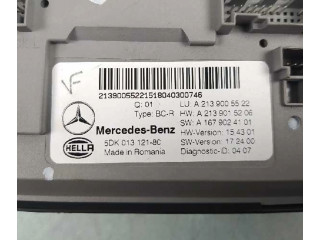 VF
21390055221518040300746
Q: 01 LU: A 213 900 55 22
Type: BC-R HW: A 213 901 52 06
SW: A 167 902 44 01
Mercedes-Benz HW-Version: 15 43 01
5DK 013 121-80 SW-Version: 17 24 00
HELLA Made in Romania Diagnostic-ID: 04 07